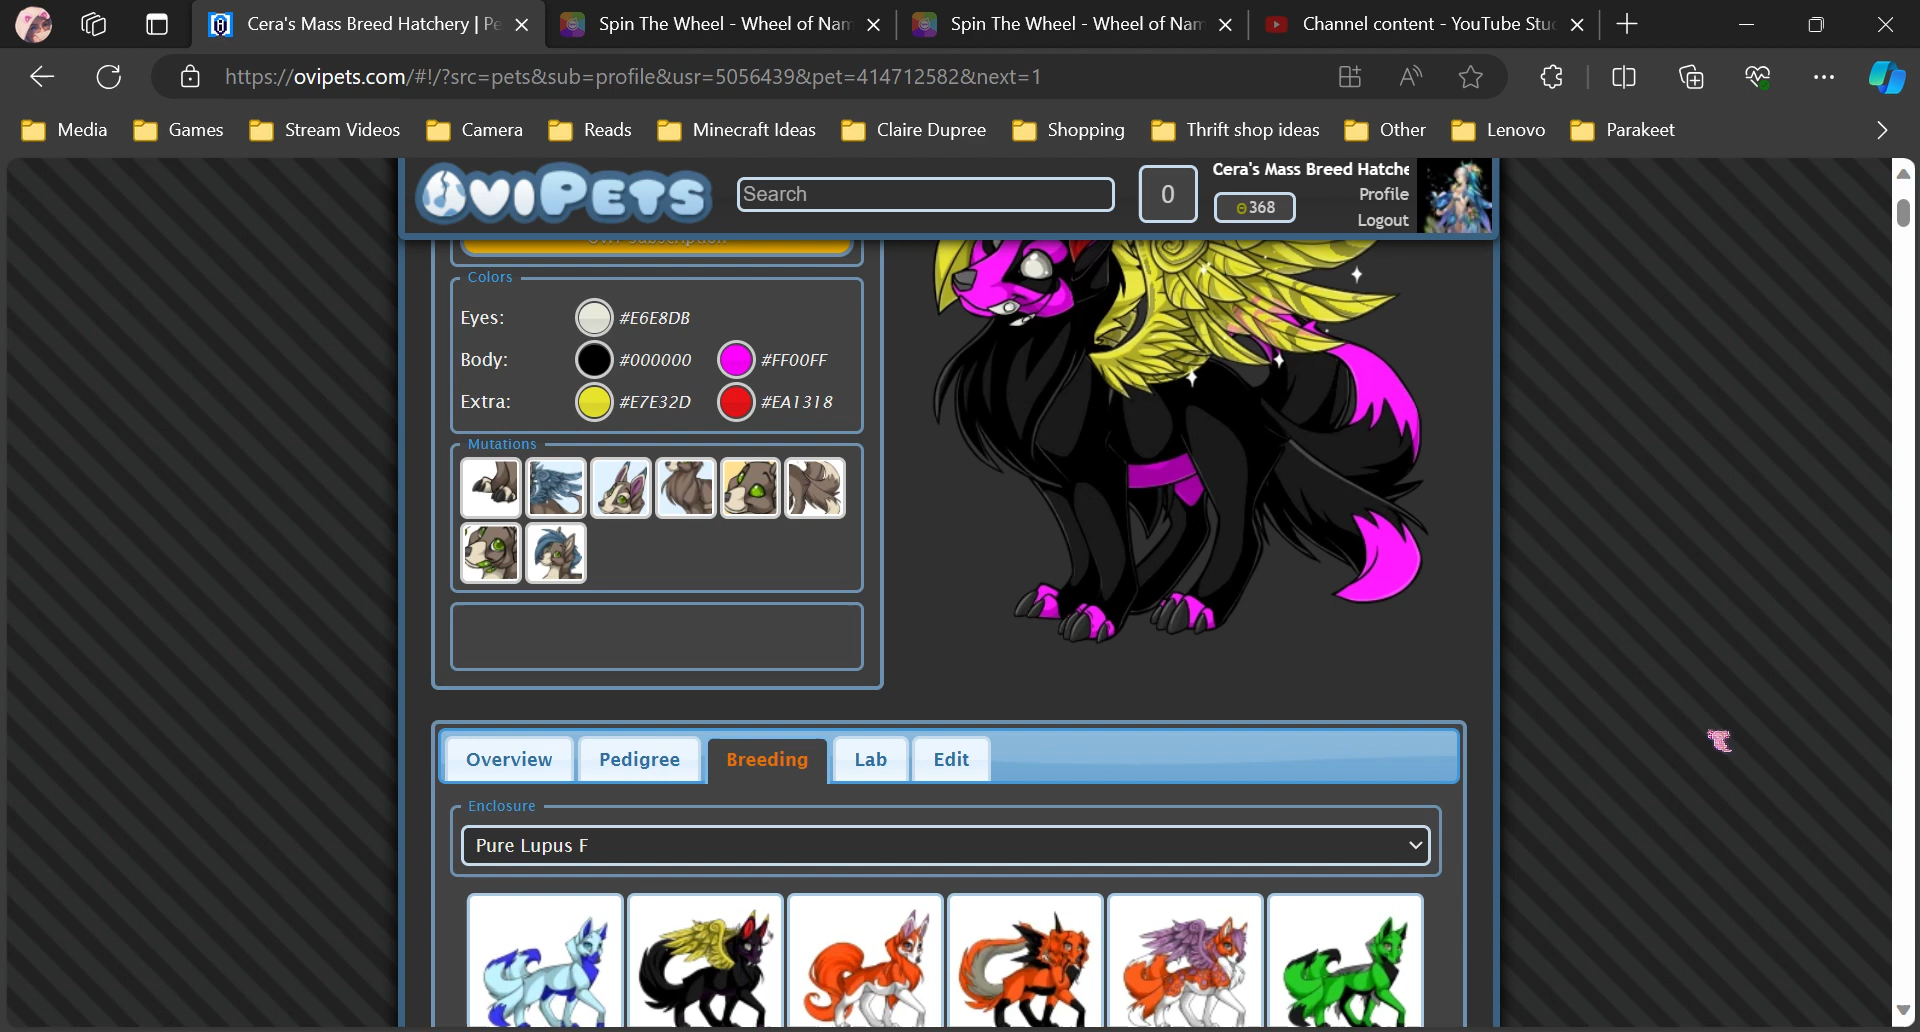 Cera's Mass Breed Hatchery | Pe
Spin The Wheel - Wheel of Nam
Spin The Wheel - Wheel of Nam
Channel content - YouTube Stu
https://ovipets.com/#!/?src=pets&sub=profile&usr=5056439&pet=414712582&next=1
Media
Games
Stream Videos
Camera
Reads
Minecraft Ideas
Claire Dupree
Shopping
Thrift shop ideas
Other
Lenovo
Parakeet
OviPets
Search
0
Cera's Mass Breed Hatche
368
Profile
Logout
Colors
Eyes: #E6E8DB
Body: #000000 #FF00FF
Extra: #E7E32D #EA1318
Mutations
Overview
Pedigree
Breeding
Lab
Edit
Enclosure
Pure Lupus F